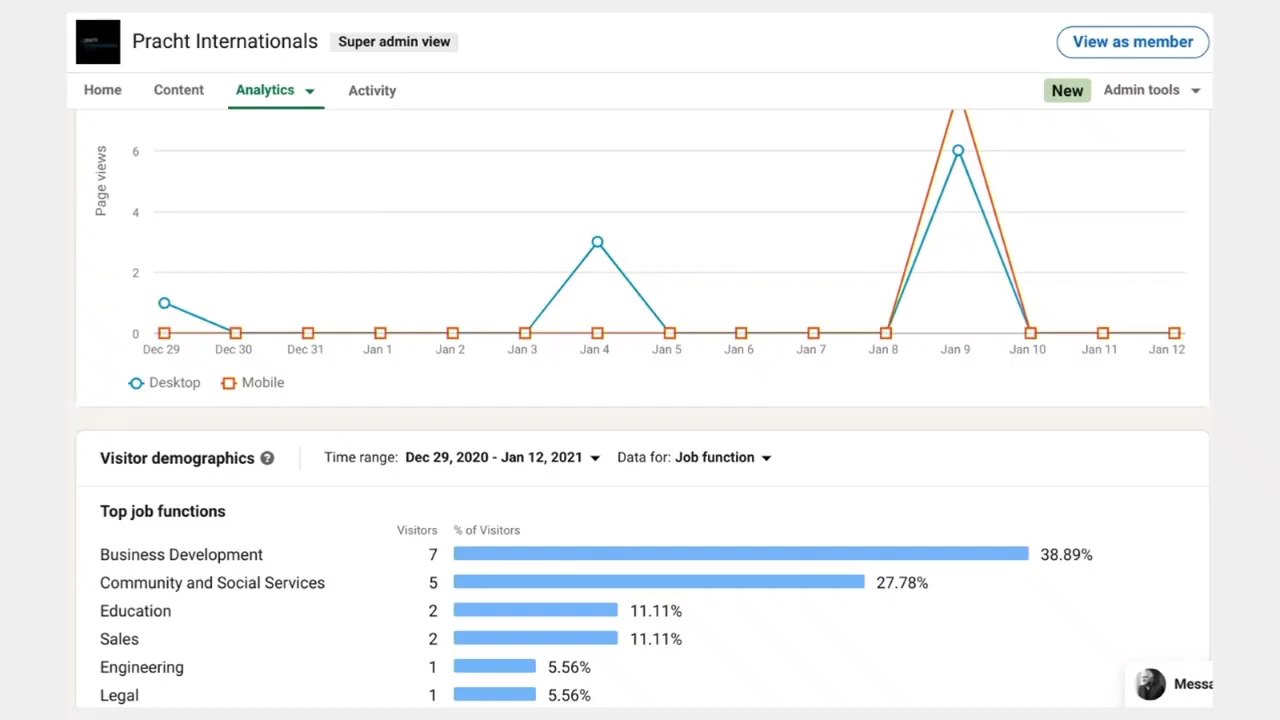 Pracht Internationals Super admin view View as member
Home Content Analytics Activity New Admin tools
Page views
6
4
2
0
Dec 29 Dec 30 Dec 31 Jan 1 Jan 2 Jan 3 Jan 4 Jan 5 Jan 6 Jan 7 Jan 8 Jan 9 Jan 10 Jan 11 Jan 12
Desktop Mobile
Visitor demographics ? Time range: Dec 29, 2020 - Jan 12, 2021 Data for: Job function
Top job functions
Visitors % of Visitors
Business Development 7 38.89%
Community and Social Services 5 27.78%
Education 2 11.11%
Sales 2 11.11%
Engineering 1 5.56%
Legal 1 5.56%
Messa